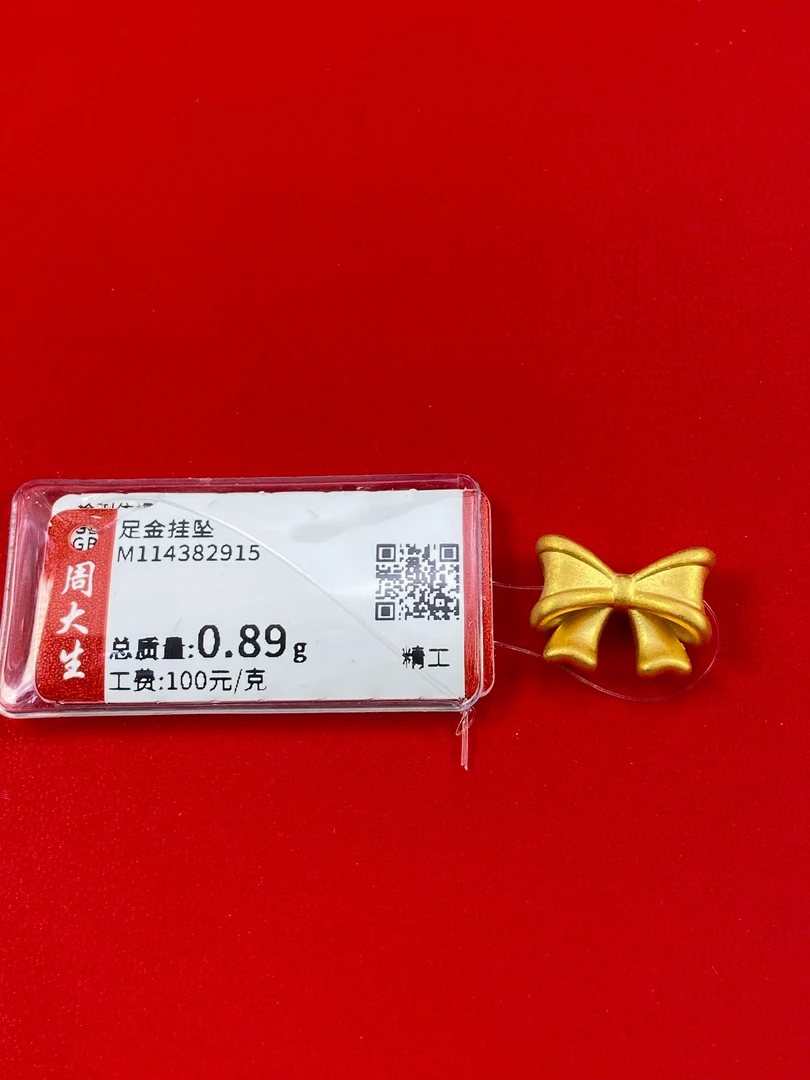 足金挂坠
M114382915
GP
周大生
总质量:0.89g
精工
工费:100元/克